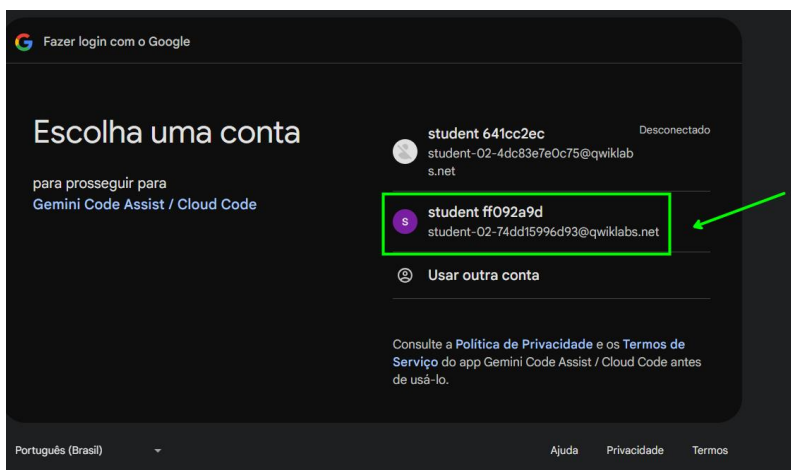 Fazer login com o Google
Escolha uma conta
para prosseguir para
Gemini Code Assist / Cloud Code
student 641cc2ec
Desconectado
student-02-4dc83e7e0c75@qwiklab
s.net
S
student ff092a9d
student-02-74dd15996d93@qwiklabs.net
Usar outra conta
Consulte a Política de Privacidade e os Termos de
Serviço do app Gemini Code Assist / Cloud Code antes
de usá-lo.
Português (Brasil)
Ajuda
Privacidade
Termos